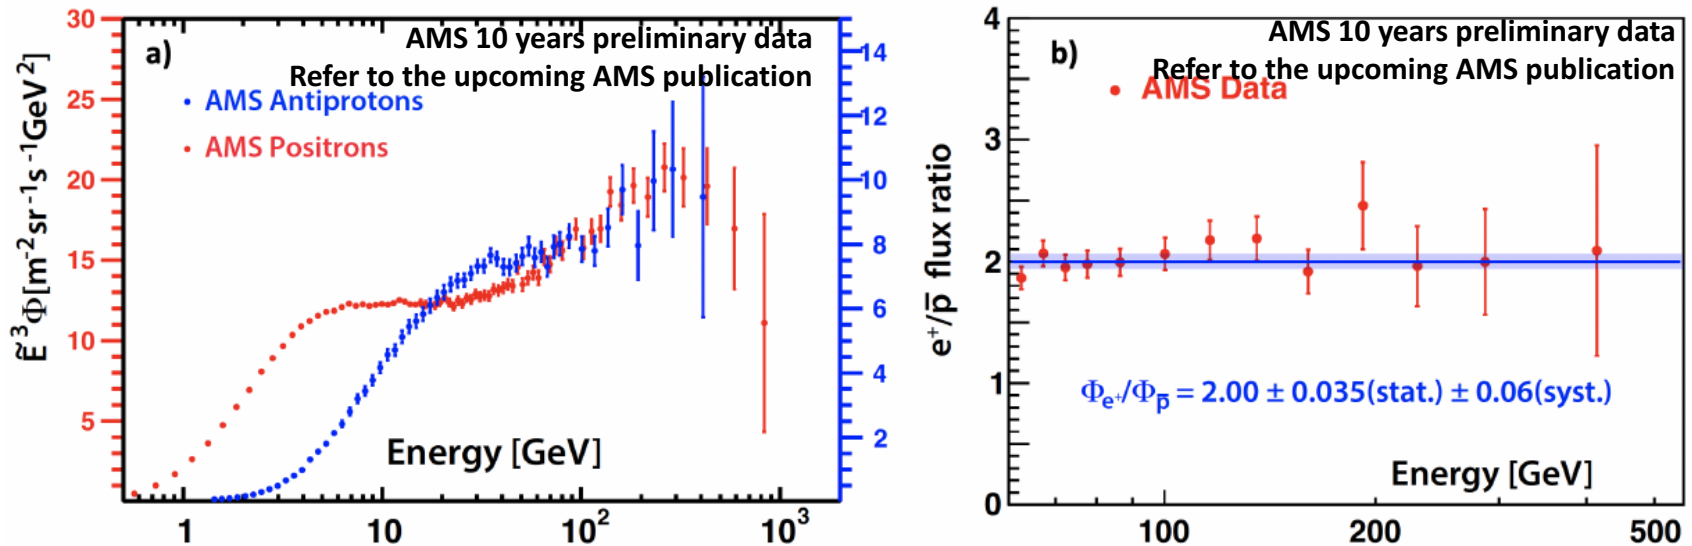 a)
AMS 10 years preliminary data
Refer to the upcoming AMS publication
AMS Antiprotons
AMS Positrons
Ẽ³Φ[m⁻²sr⁻¹s⁻¹GeV²]
30
25
20
15
10
5
14
12
10
8
6
4
2
Energy [GeV]
1
10
10²
10³
b)
AMS 10 years preliminary data
Refer to the upcoming AMS publication
AMS Data
e⁺/p̅ flux ratio
4
3
2
1
0
Φe⁺/Φp̅ = 2.00 ± 0.035(stat.) ± 0.06(syst.)
Energy [GeV]
100
200
500